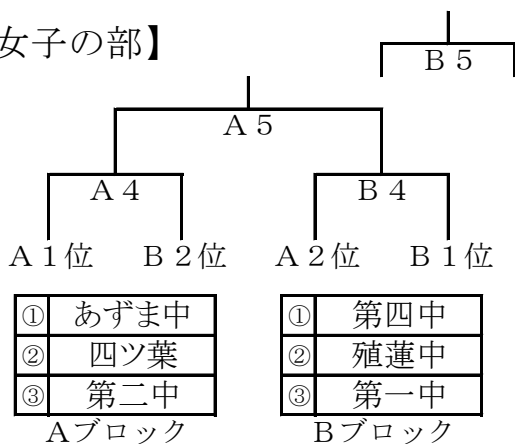 女子の部】
B5
A5
A4 B4
A1位 B2位 A2位 B1位
① あずま中 ① 第四中
② 四ツ葉 ② 殖蓮中
③ 第二中 ③ 第一中
Aブロック Bブロック